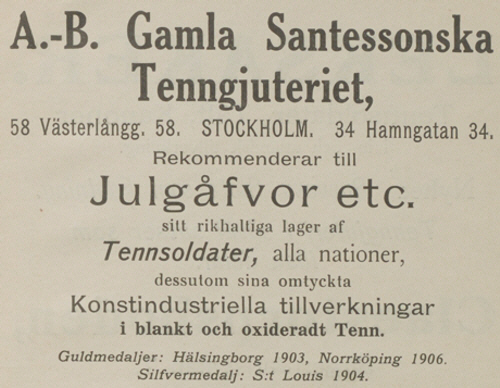 A.-B. Gamla Santessonska
Tenngjuteriet,
58 Västerlångg. 58. STOCKHOLM. 34 Hamngatan 34.
Rekommenderar till
Julgåfvor etc.
sitt rikhaltiga lager af
Tennsoldater, alla nationer,
dessutom sina omtyckta
Konstindustriella tillverkningar
i blankt och oxideradt Tenn.
Guldmedaljer: Hälsingborg 1903, Norrköping 1906.
Silfvermedalj: S:t Louis 1904.